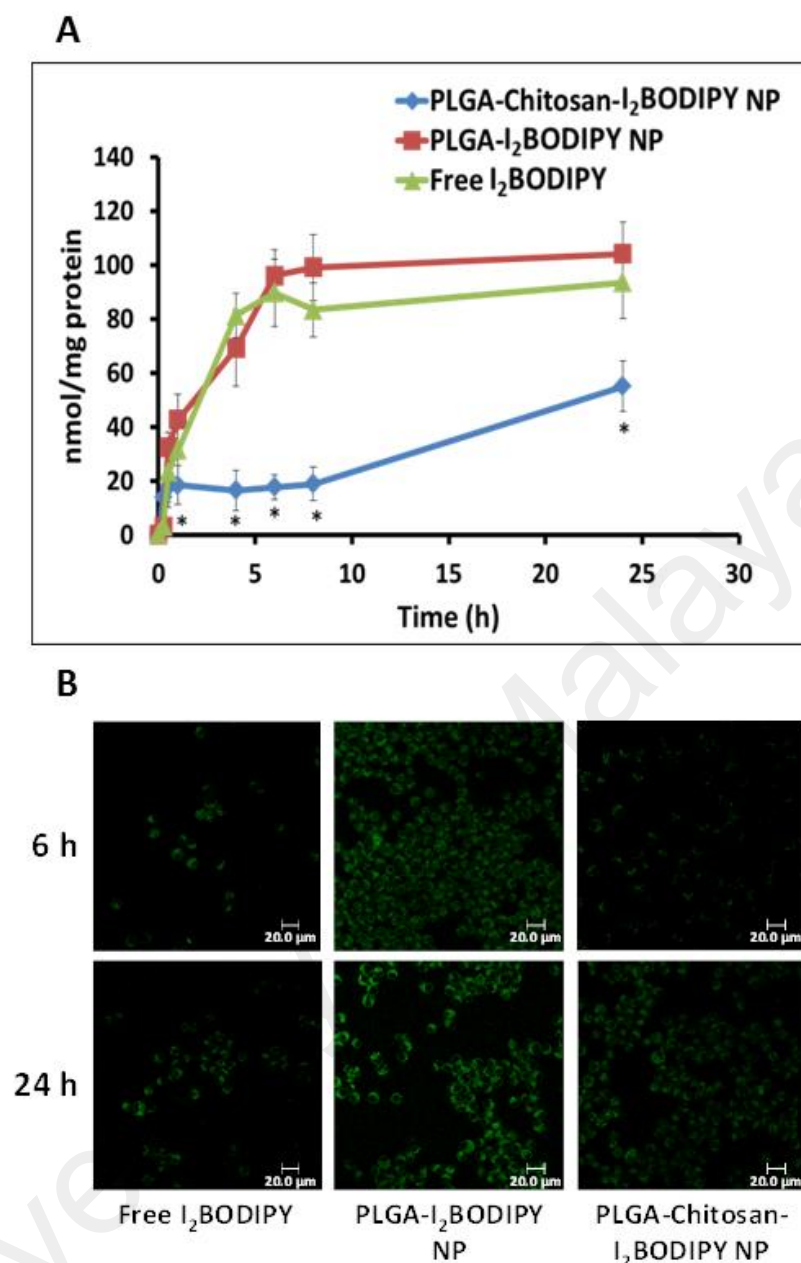 A
PLGA-Chitosan-I₂BODIPY NP
PLGA-I₂BODIPY NP
Free I₂BODIPY
140
120
100
80
60
40
20
0
nmol/mg protein
*
*
*
*
*
0 5 10 15 20 25 30
Time (h)
B
6 h
20.0 µm 20.0 µm 20.0 µm
24 h
20.0 µm 20.0 µm 20.0 µm
Free I₂BODIPY
PLGA-I₂BODIPY
NP
PLGA-Chitosan-
I₂BODIPY NP
Malaya